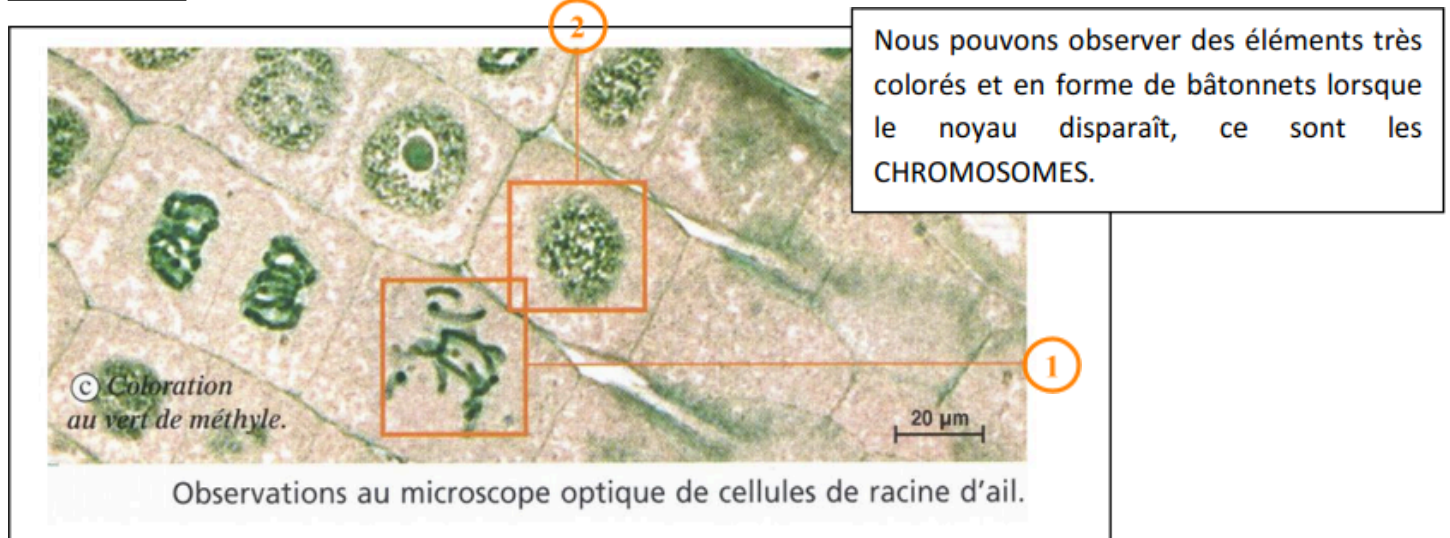 2
Nous pouvons observer des éléments très
colorés et en forme de bâtonnets lorsque
le noyau disparaît, ce sont les
CHROMOSOMES.
1
c Coloration
au vert de méthyle.
20 µm
Observations au microscope optique de cellules de racine d'ail.